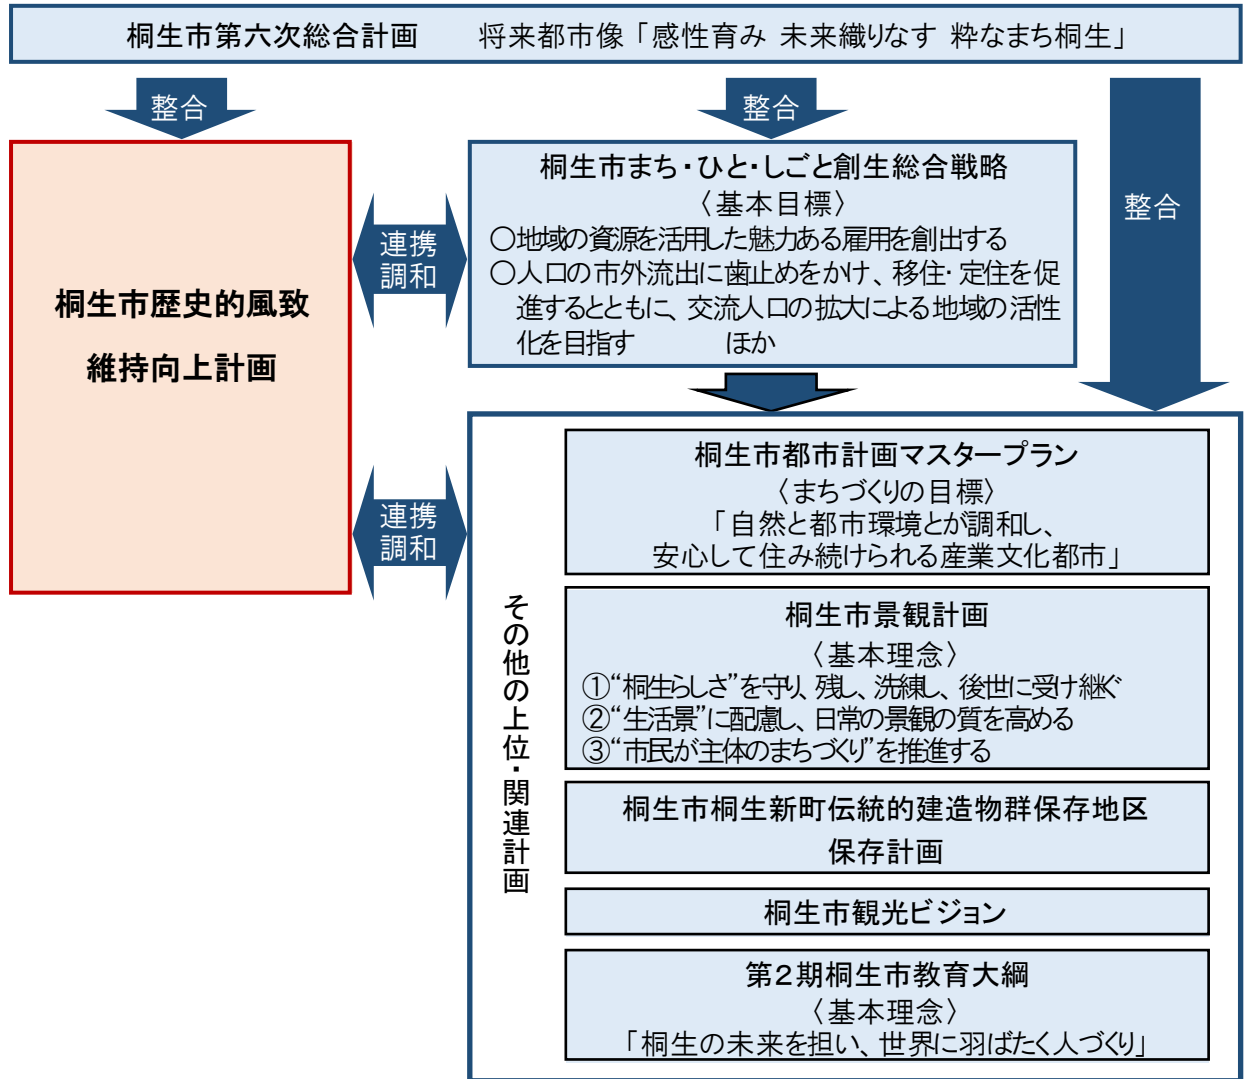 桐生市第六次総合計画　将来都市像「感性育み 未来織りなす 粋なまち桐生」
整合
整合
整合
桐生市歴史的風致
維持向上計画
連携
調和
桐生市まち・ひと・しごと創生総合戦略
〈基本目標〉
○地域の資源を活用した魅力ある雇用を創出する
○人口の市外流出に歯止めをかけ、移住・定住を促
進するとともに、交流人口の拡大による地域の活性
化を目指す　ほか
連携
調和
その他の上位・関連計画
桐生市都市計画マスタープラン
〈まちづくりの目標〉
「自然と都市環境とが調和し、
安心して住み続けられる産業文化都市」
桐生市景観計画
〈基本理念〉
①“桐生らしさ”を守り、残し、洗練し、後世に受け継ぐ
②“生活景”に配慮し、日常の景観の質を高める
③“市民が主体のまちづくり”を推進する
桐生市桐生新町伝統的建造物群保存地区
保存計画
桐生市観光ビジョン
第２期桐生市教育大綱
〈基本理念〉
「桐生の未来を担い、世界に羽ばたく人づくり」